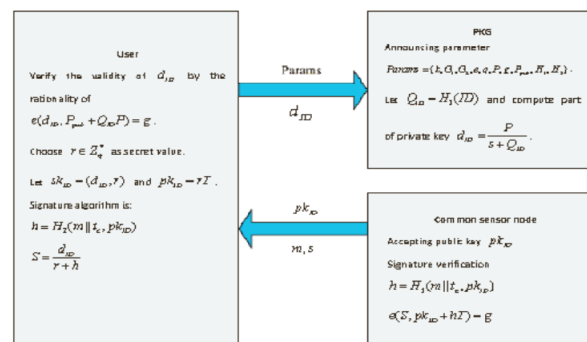 User
Verify the validity of d_ID by the
rationality of
e(d_ID, P_pub + Q_ID P) = g .
Choose r ∈ Z_q^* as secret value.
Let sk_ID = (d_ID, r) and pk_ID = rT .
Signature algorithm is:
h = H_2(m || t_c, pk_ID)
S = d_ID / (r + h)
Params
d_ID
pk_ID
m, s
PKG
Announcing parameter
Params = (k, G_1, G_2, e, q, P, g, P_pub, H_1, H_2) .
Let Q_ID = H_1(ID) and compute part
of private key d_ID = P / (s + Q_ID) .
Common sensor node
Accepting public key pk_ID
Signature verification
h = H_2(m || t_c, pk_ID)
e(S, pk_ID + hT) = g